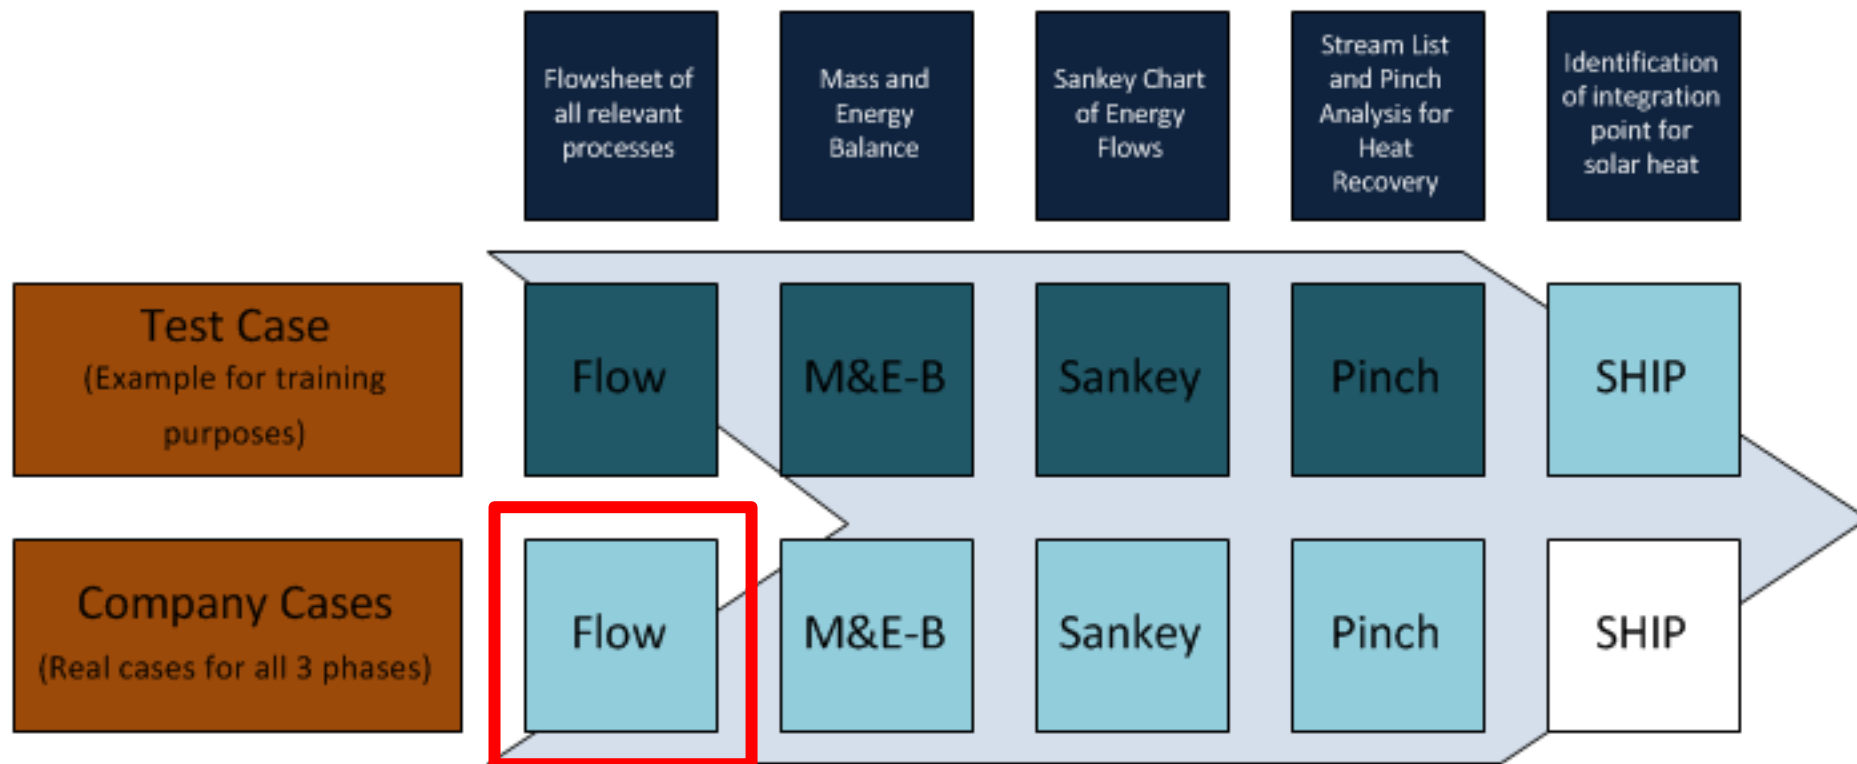 Flowsheet of
all relevant
processes
Mass and
Energy
Balance
Sankey Chart
of Energy
Flows
Stream List
and Pinch
Analysis for
Heat
Recovery
Identification
of integration
point for
solar heat
Test Case
(Example for training
purposes)
Flow
M&E-B
Sankey
Pinch
SHIP
Company Cases
(Real cases for all 3 phases)
Flow
M&E-B
Sankey
Pinch
SHIP